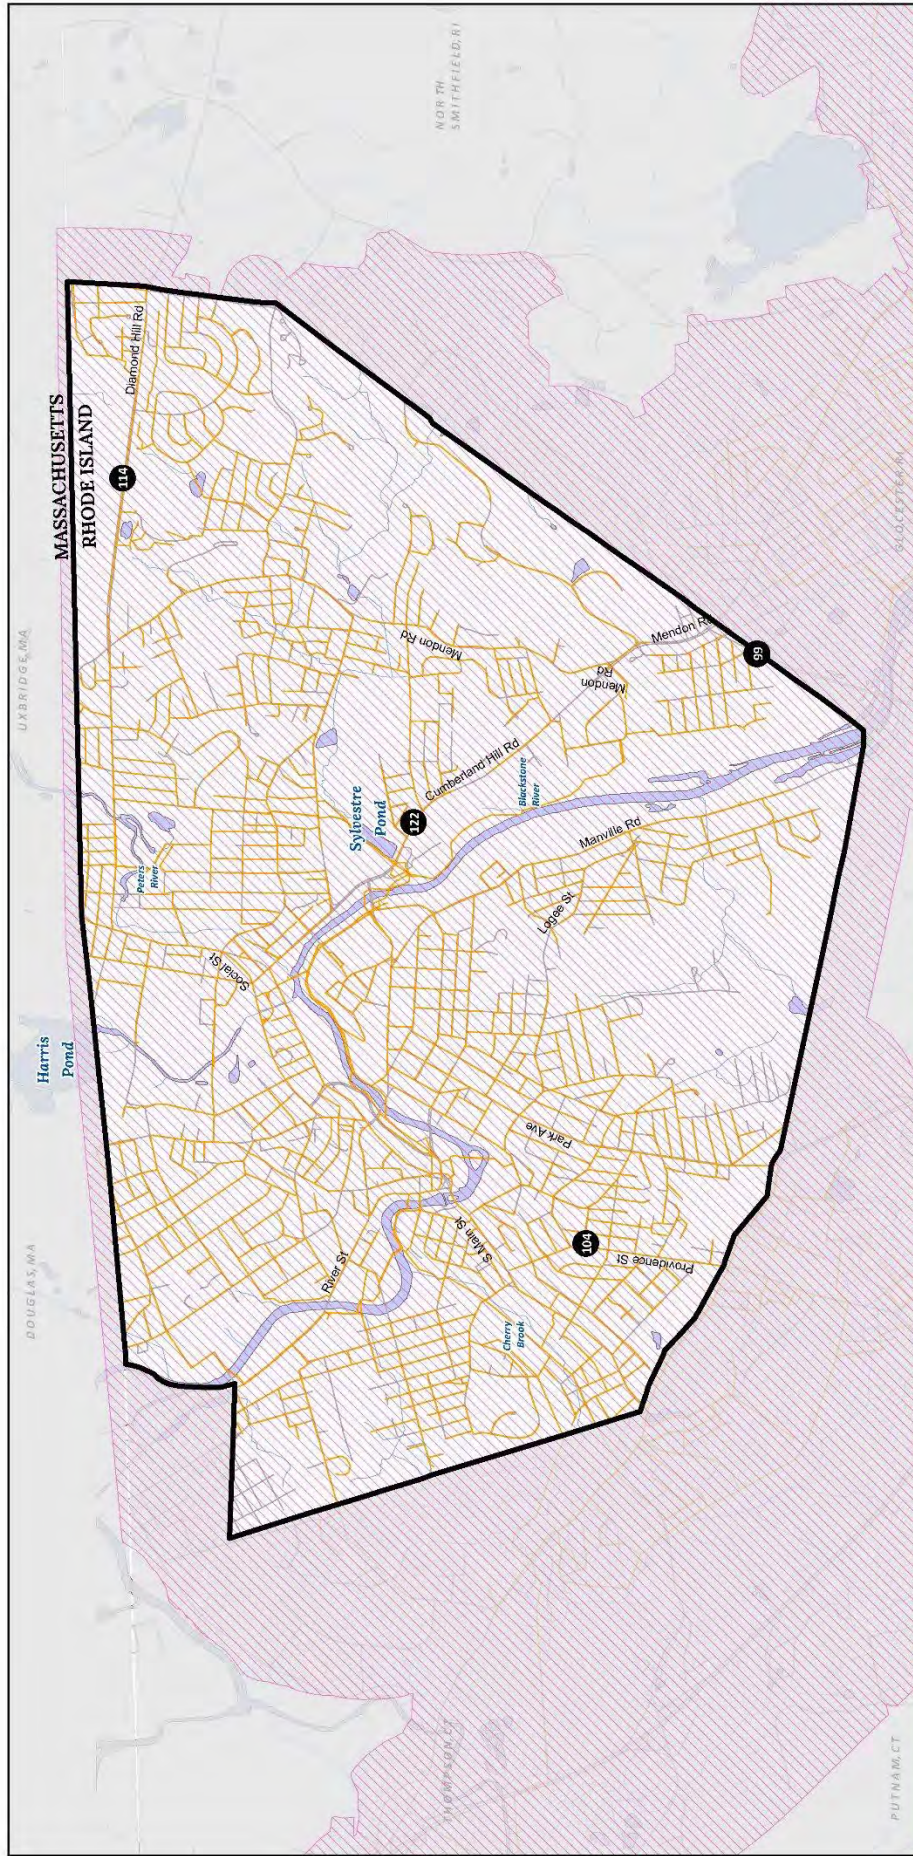 NORTH
SMITHFIELD, RI
MASSACHUSETTS
RHODE ISLAND
Diamond Hill Rd
114
UXBRIDGE, MA
GLOCESTER, RI
Mendon Rd
Mendon
Rd
Mendon Rd
99
Cumberland Hill Rd
Blackstone
River
Sylvestre
Pond
122
Manville Rd
Peters
River
Logee St
Social St
Harris
Pond
Park Ave
DOUGLAS, MA
River St
S Main St
104
Providence St
Cherry
Brook
THOMPSON, CT
PUTNAM, CT